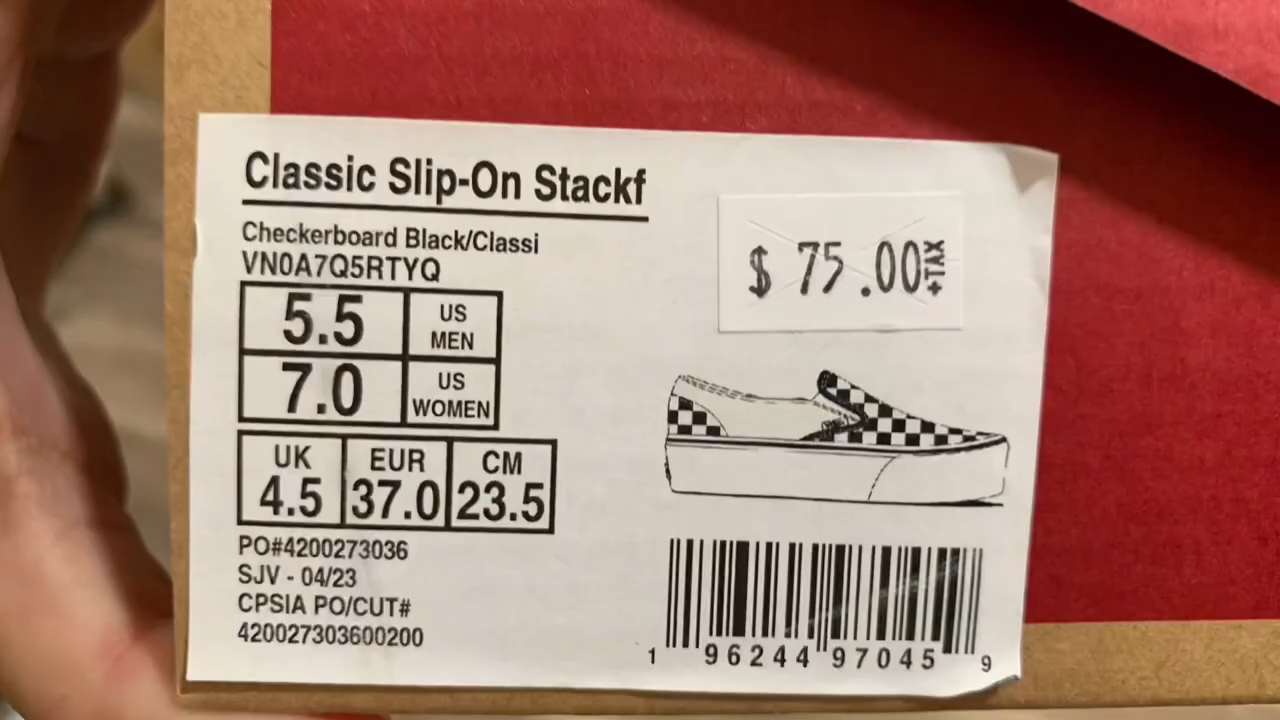 Classic Slip-On Stackf
Checkerboard Black/Classi
VN0A7Q5RTYQ
$ 75.00+TAX
5.5 US MEN
7.0 US WOMEN
UK EUR CM
4.5 37.0 23.5
PO#4200273036
SJV - 04/23
CPSIA PO/CUT#
420027303600200
1 96244 97045 9